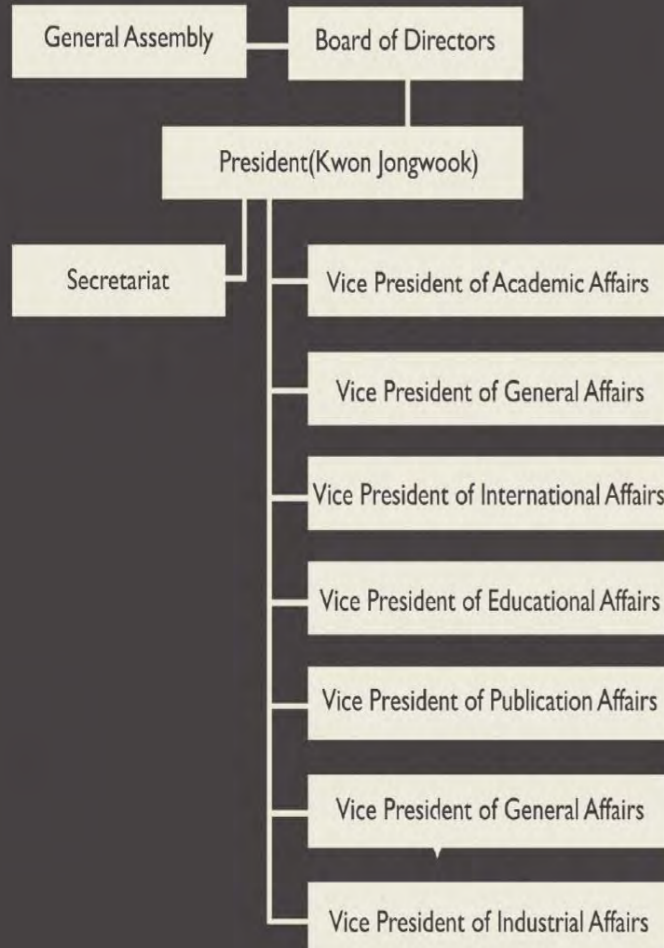 General Assembly
Board of Directors
President(Kwon Jongwook)
Secretariat
Vice President of Academic Affairs
Vice President of General Affairs
Vice President of International Affairs
Vice President of Educational Affairs
Vice President of Publication Affairs
Vice President of General Affairs
Vice President of Industrial Affairs